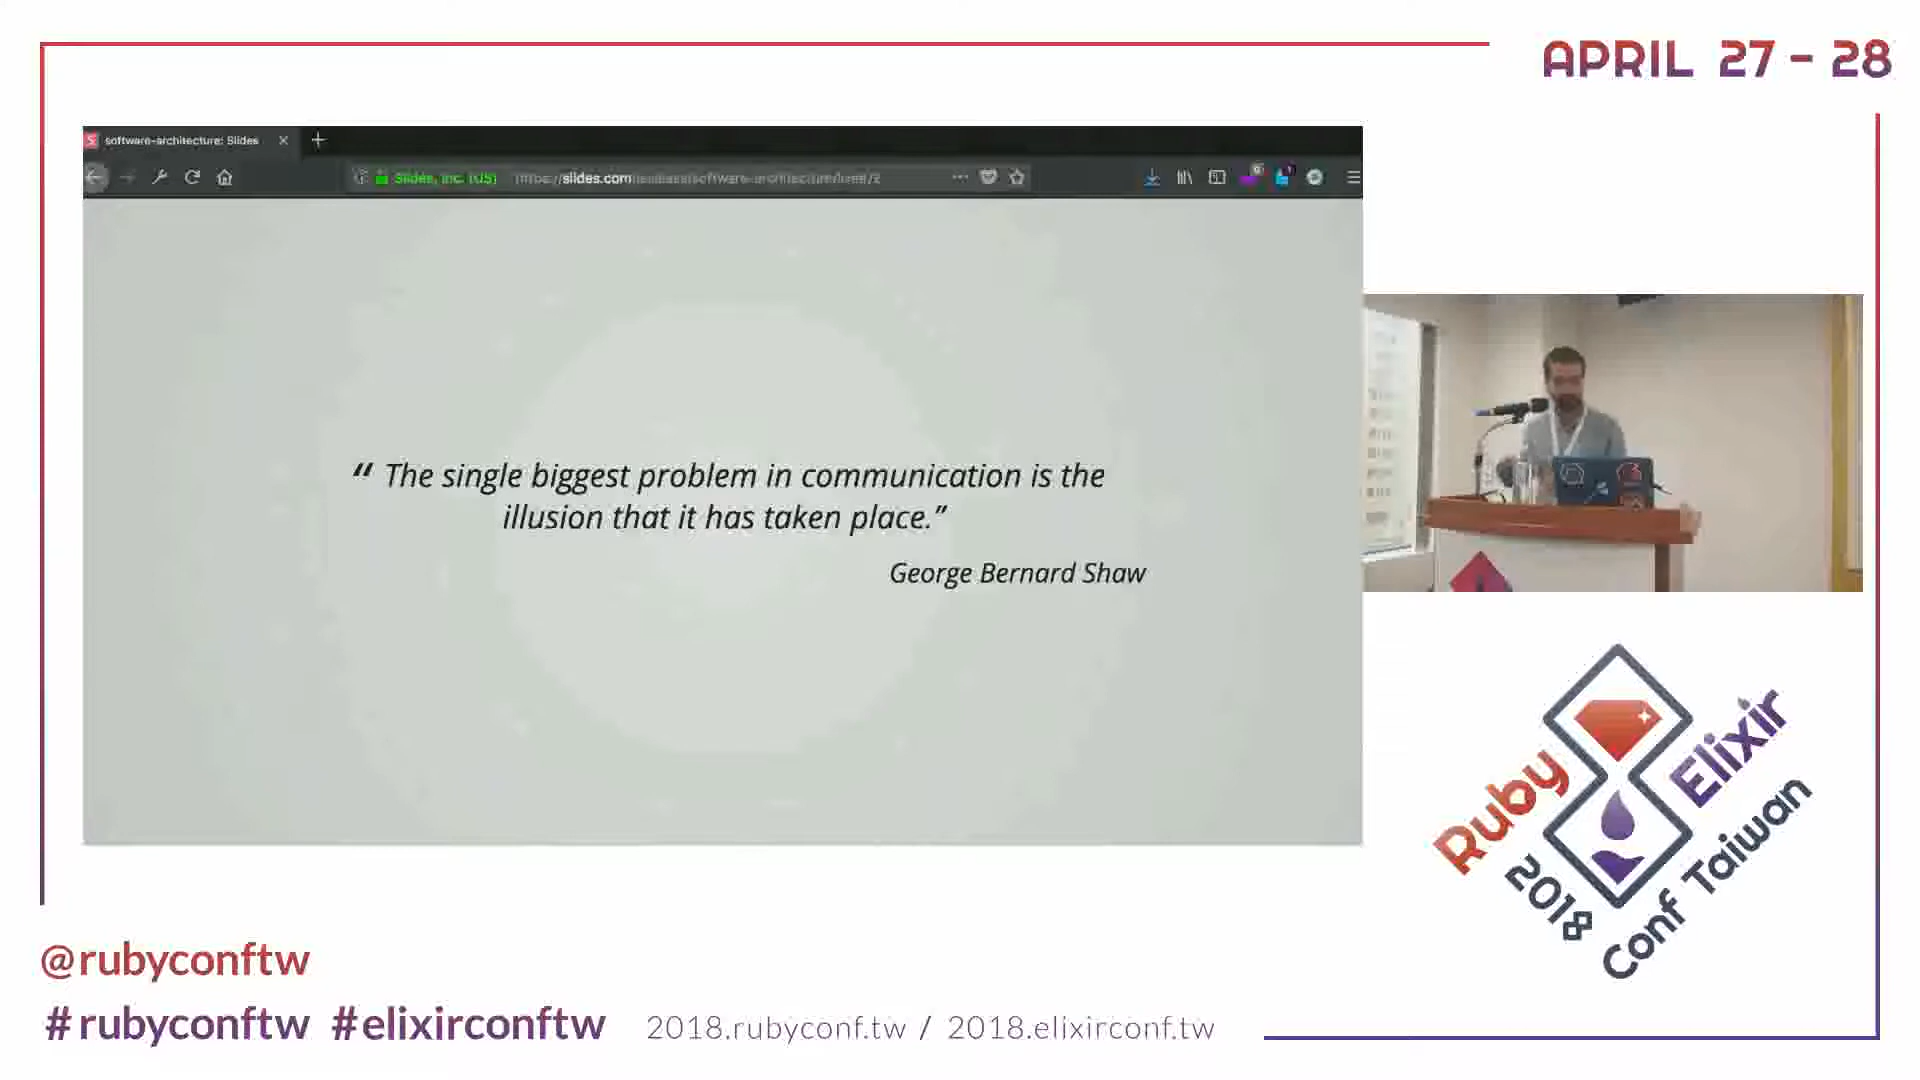 APRIL 27 - 28
software-architecture: Slides
Slides, Inc. (US)
“ The single biggest problem in communication is the
illusion that it has taken place.”
George Bernard Shaw
Ruby
Elixir
2018
Conf Taiwan
@rubyconftw
#rubyconftw #elixirconftw
2018.rubyconf.tw / 2018.elixirconf.tw